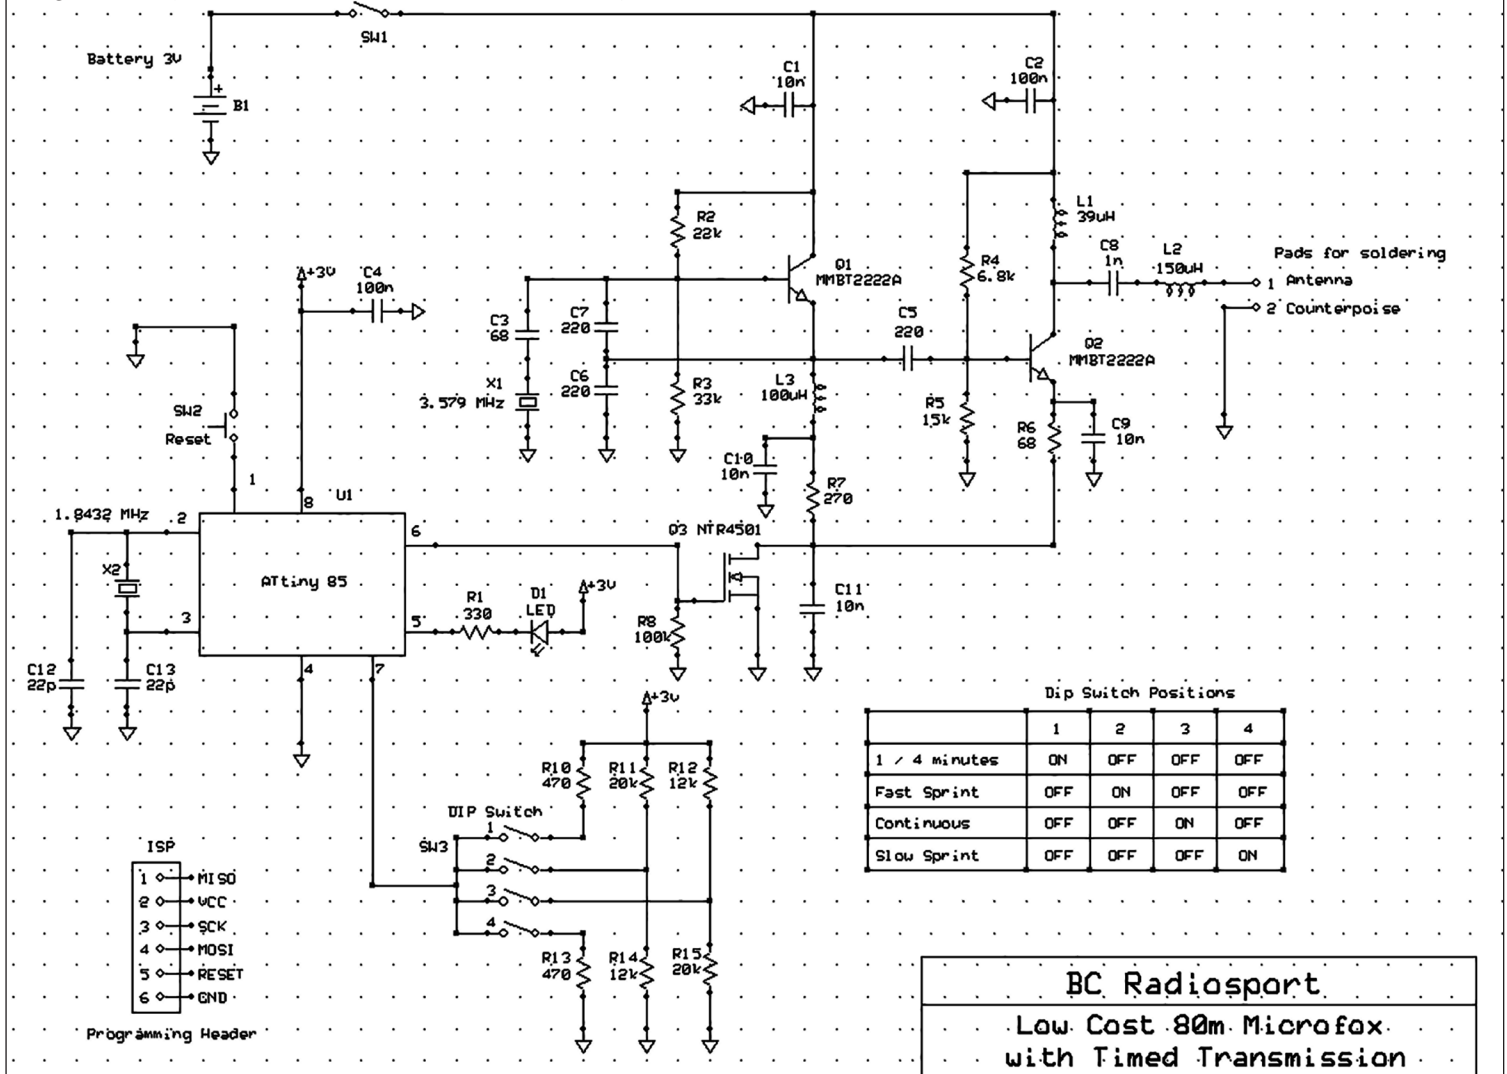 SW1
Battery 3v
+
B1
C1
10n
C2
100n
R2
22k
L1
39uH
C8
1n
L2
150uH
Pads for soldering
1 Antenna
2 Counterpoise
+3v
C4
100n
Q1
MMBT2222A
R4
6.8k
C3
68
C7
220
C5
220
Q2
MMBT2222A
X1
3.579 MHz
C6
220
R3
33k
L3
100uH
SW2
Reset
R5
15k
R6
68
C9
10n
C10
10n
R7
270
1
8
U1
1.8432 MHz
2
6
Q3 NTR4501
X2
ATtiny 85
3
5
R1
330
D1
LED
+3v
R8
100k
C11
10n
C12
22p
C13
22p
4
7
+3v
Dip Switch Positions
1 2 3 4
1 / 4 minutes ON OFF OFF OFF
Fast Sprint OFF ON OFF OFF
Continuous OFF OFF ON OFF
Slow Sprint OFF OFF OFF ON
R10
470
R11
20k
R12
12k
DIP Switch
SW3
1
2
3
4
R13
470
R14
12k
R15
20k
ISP
1 MISO
2 VCC
3 SCK
4 MOSI
5 RESET
6 GND
Programming Header
BC Radiosport
Low Cost 80m Microfox
with Timed Transmission